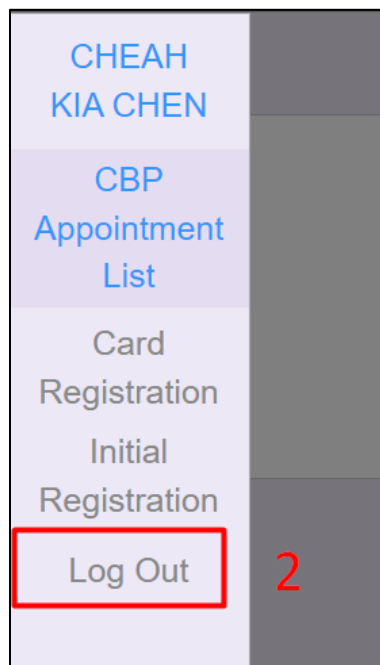 CHEAH
KIA CHEN
CBP
Appointment
List
Card
Registration
Initial
Registration
Log Out
2